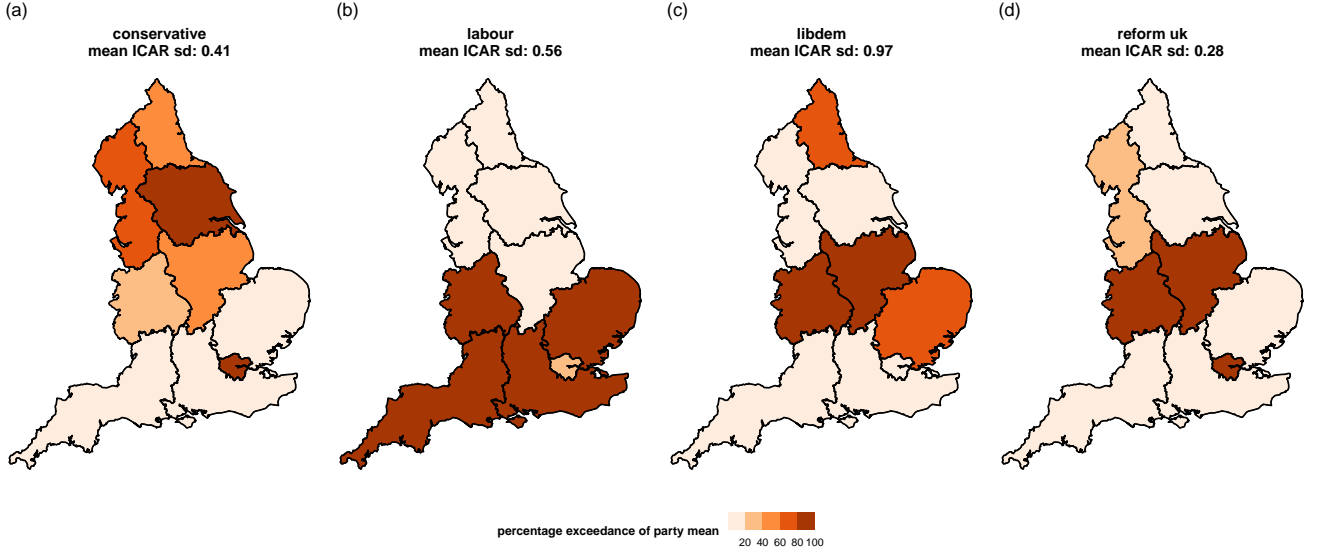 (a)
conservative
mean ICAR sd: 0.41
(b)
labour
mean ICAR sd: 0.56
(c)
libdem
mean ICAR sd: 0.97
(d)
reform uk
mean ICAR sd: 0.28
percentage exceedance of party mean
20 40 60 80 100